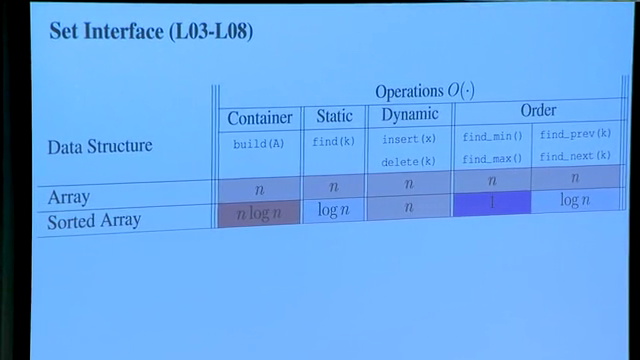 Set Interface (L03-L08)
Operations O(·)
Container Static Dynamic Order
Data Structure build(A) find(k) insert(x) find_min() find_prev(k)
delete(k) find_max() find_next(k)
Array n n n n n
Sorted Array n log n log n n 1 log n